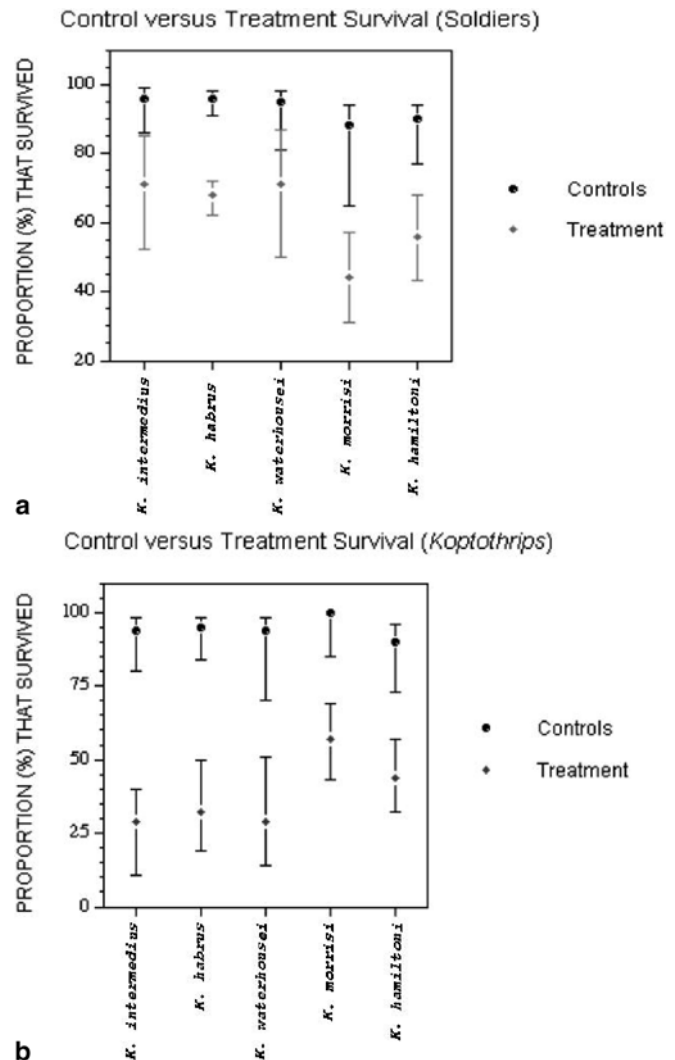 Control versus Treatment Survival (Soldiers)
PROPORTION (%) THAT SURVIVED
100
80
60
40
20
Controls
Treatment
K. intermedius
K. habrus
K. waterhousei
K. morrisi
K. hamiltoni
a
Control versus Treatment Survival (Koptothrips)
PROPORTION (%) THAT SURVIVED
100
75
50
25
0
Controls
Treatment
K. intermedius
K. habrus
K. waterhousei
K. morrisi
K. hamiltoni
b